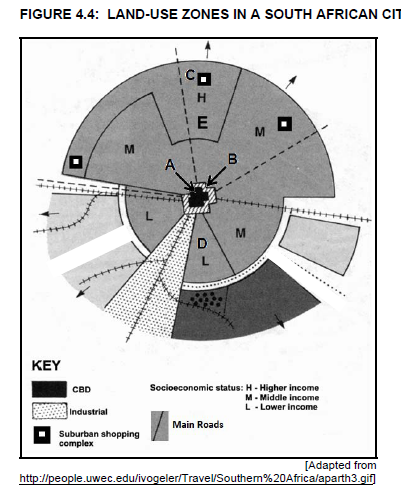 FIGURE 4.4: LAND-USE ZONES IN A SOUTH AFRICAN CIT
C
H
E
M
M
A
B
L
D
M
L
KEY
CBD
Industrial
Suburban shopping
complex
Socioeconomic status: H - Higher income
M - Middle income
L - Lower income
Main Roads
[Adapted from
http://people.uwec.edu/ivogeler/Travel/Southern%20Africa/aparth3.gif]